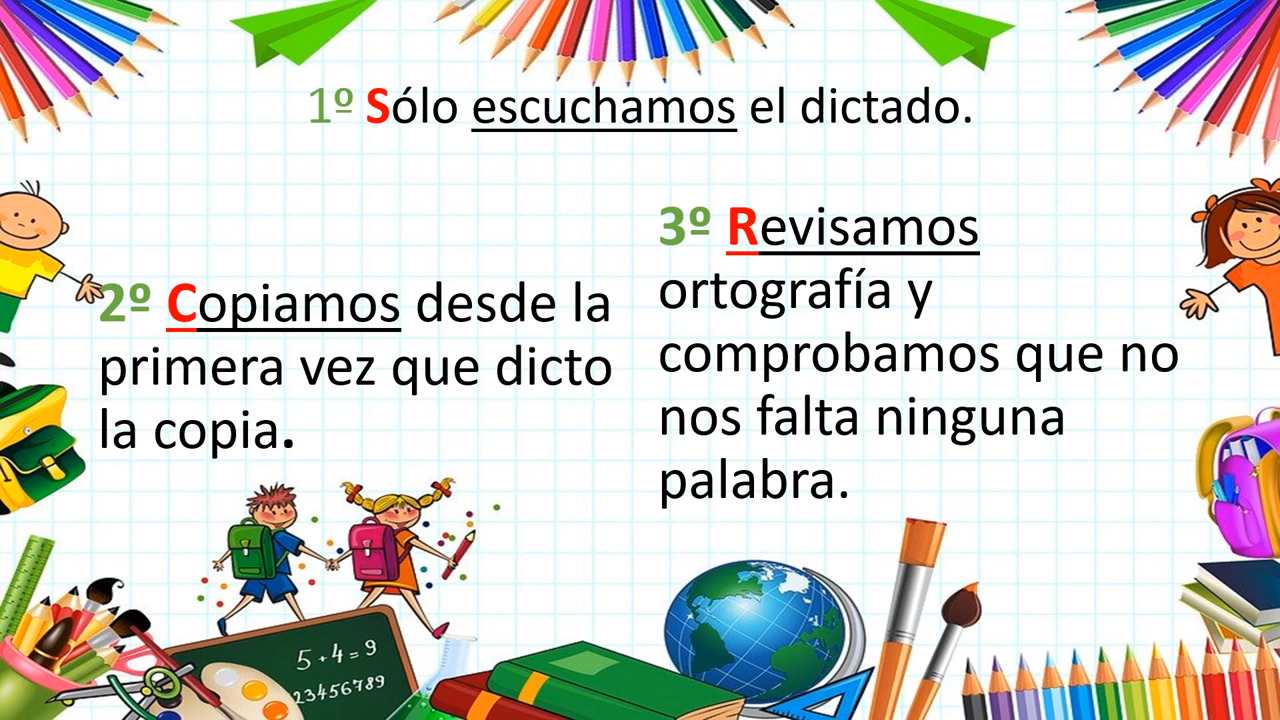 1º Sólo escuchamos el dictado.
2º Copiamos desde la
primera vez que dicto
la copia.
3º Revisamos
ortografía y
comprobamos que no
nos falta ninguna
palabra.
5+4=9
123456789